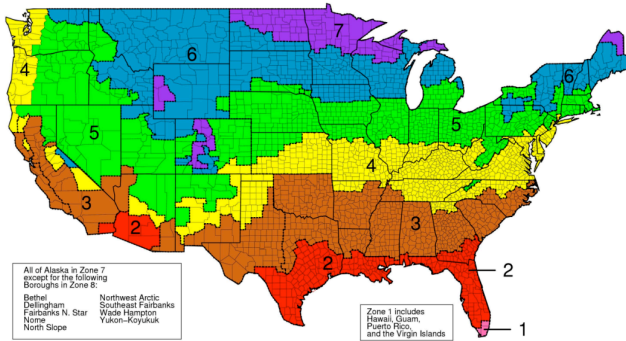 7
6
4
6
5
5
4
3
3
2
2
2
1
All of Alaska in Zone 7
except for the following
Boroughs in Zone 8:
Bethel Northwest Arctic
Dellingham Southeast Fairbanks
Fairbanks N. Star Wade Hampton
Nome Yukon-Koyukuk
North Slope
Zone 1 includes
Hawaii, Guam,
Puerto Rico,
and the Virgin Islands